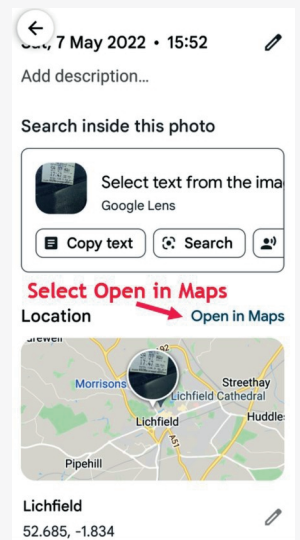 7 May 2022 • 15:52
Add description...
Search inside this photo
Select text from the ima
Google Lens
Copy text
Search
Select Open in Maps
Location
Open in Maps
Morrisons
Streethay
Lichfield Cathedral
Huddle
Lichfield
A51
Pipehill
Lichfield
52.685, -1.834